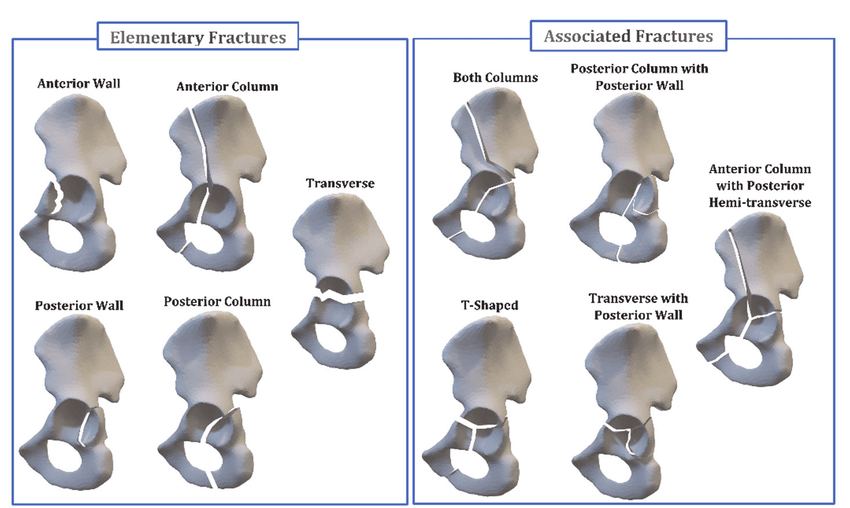 Elementary Fractures
Anterior Wall
Anterior Column
Transverse
Posterior Wall
Posterior Column
Associated Fractures
Both Columns
Posterior Column with
Posterior Wall
Anterior Column
with Posterior
Hemi-transverse
T-Shaped
Transverse with
Posterior Wall